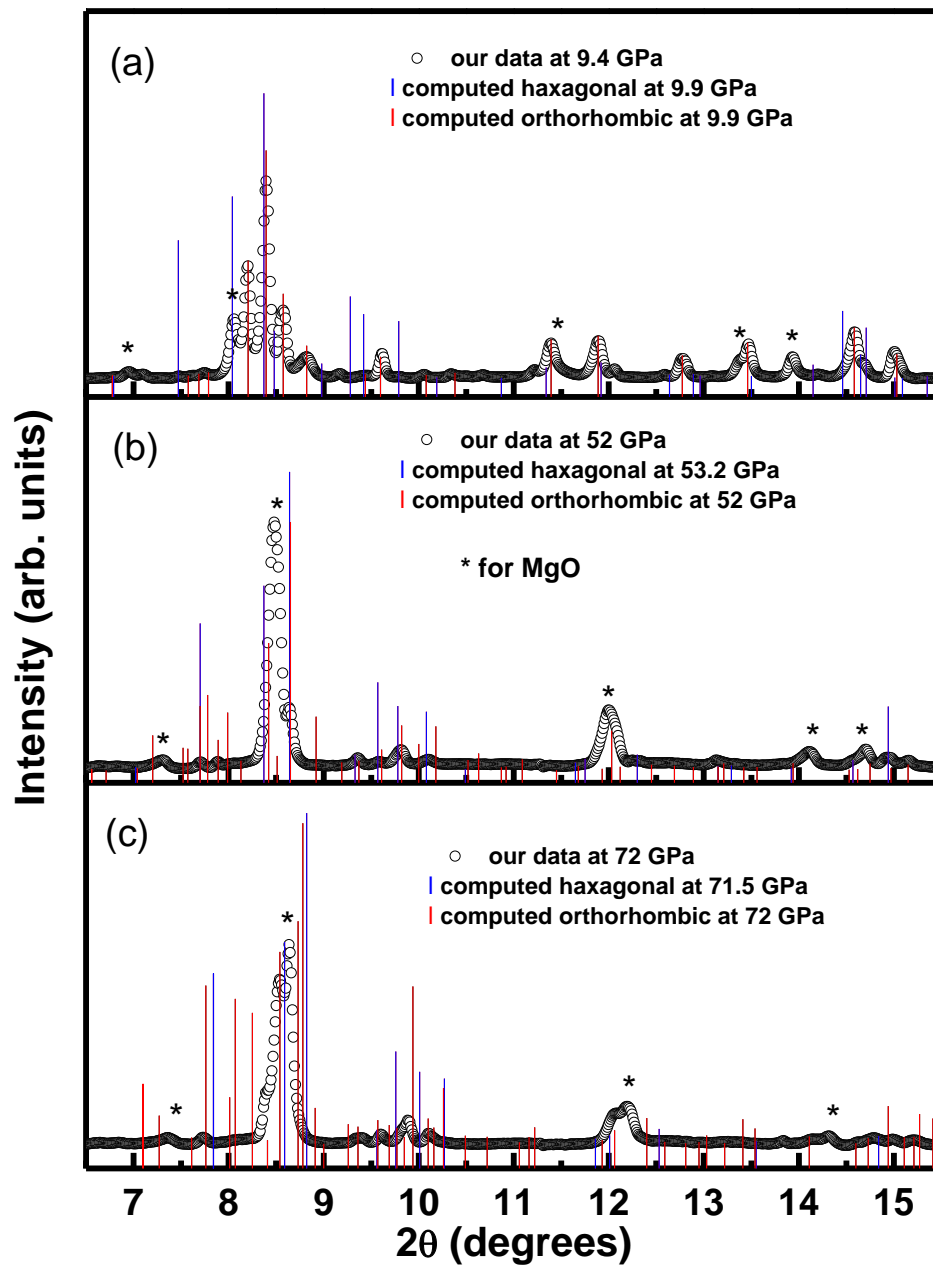 (a)
our data at 9.4 GPa
computed haxagonal at 9.9 GPa
computed orthorhombic at 9.9 GPa
*
*
*
*
*
(b)
our data at 52 GPa
computed haxagonal at 53.2 GPa
computed orthorhombic at 52 GPa
* for MgO
*
*
*
*
*
(c)
our data at 72 GPa
computed haxagonal at 71.5 GPa
computed orthorhombic at 72 GPa
*
*
*
*
Intensity (arb. units)
7 8 9 10 11 12 13 14 15
2θ (degrees)